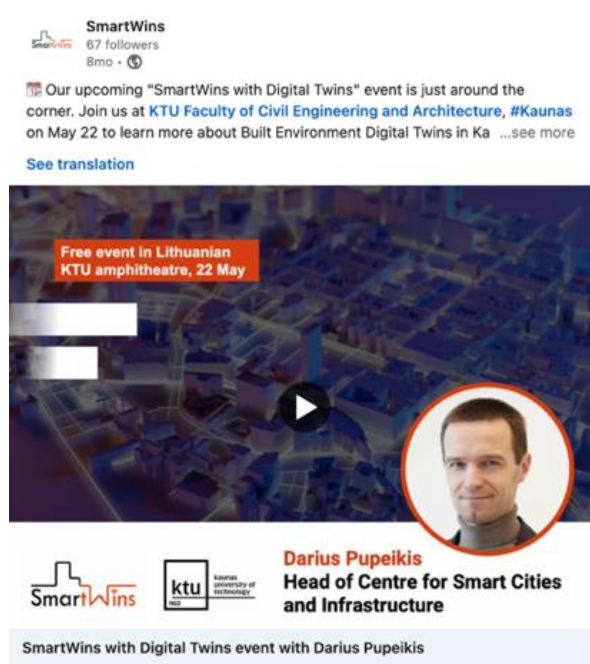 SmartWins
SmartWins
67 followers
8mo •
Our upcoming "SmartWins with Digital Twins" event is just around the
corner. Join us at KTU Faculty of Civil Engineering and Architecture, #Kaunas
on May 22 to learn more about Built Environment Digital Twins in Ka ...see more
See translation
Free event in Lithuanian
KTU amphitheatre, 22 May
SmartWins
ktu
1922
kaunas
university of
technology
Darius Pupeikis
Head of Centre for Smart Cities
and Infrastructure
SmartWins with Digital Twins event with Darius Pupeikis